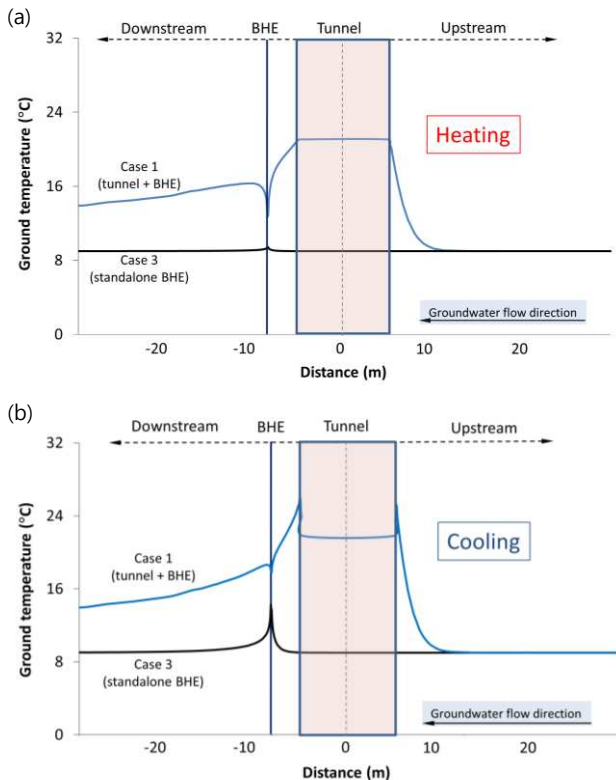 (a)
Downstream BHE Tunnel Upstream
32
24
16
8
0
Ground temperature (°C)
Heating
Case 1
(tunnel + BHE)
Case 3
(standalone BHE)
Groundwater flow direction
-20 -10 0 10 20
Distance (m)
(b)
Downstream BHE Tunnel Upstream
32
24
16
8
0
Ground temperature (°C)
Cooling
Case 1
(tunnel + BHE)
Case 3
(standalone BHE)
Groundwater flow direction
-20 -10 0 10 20
Distance (m)